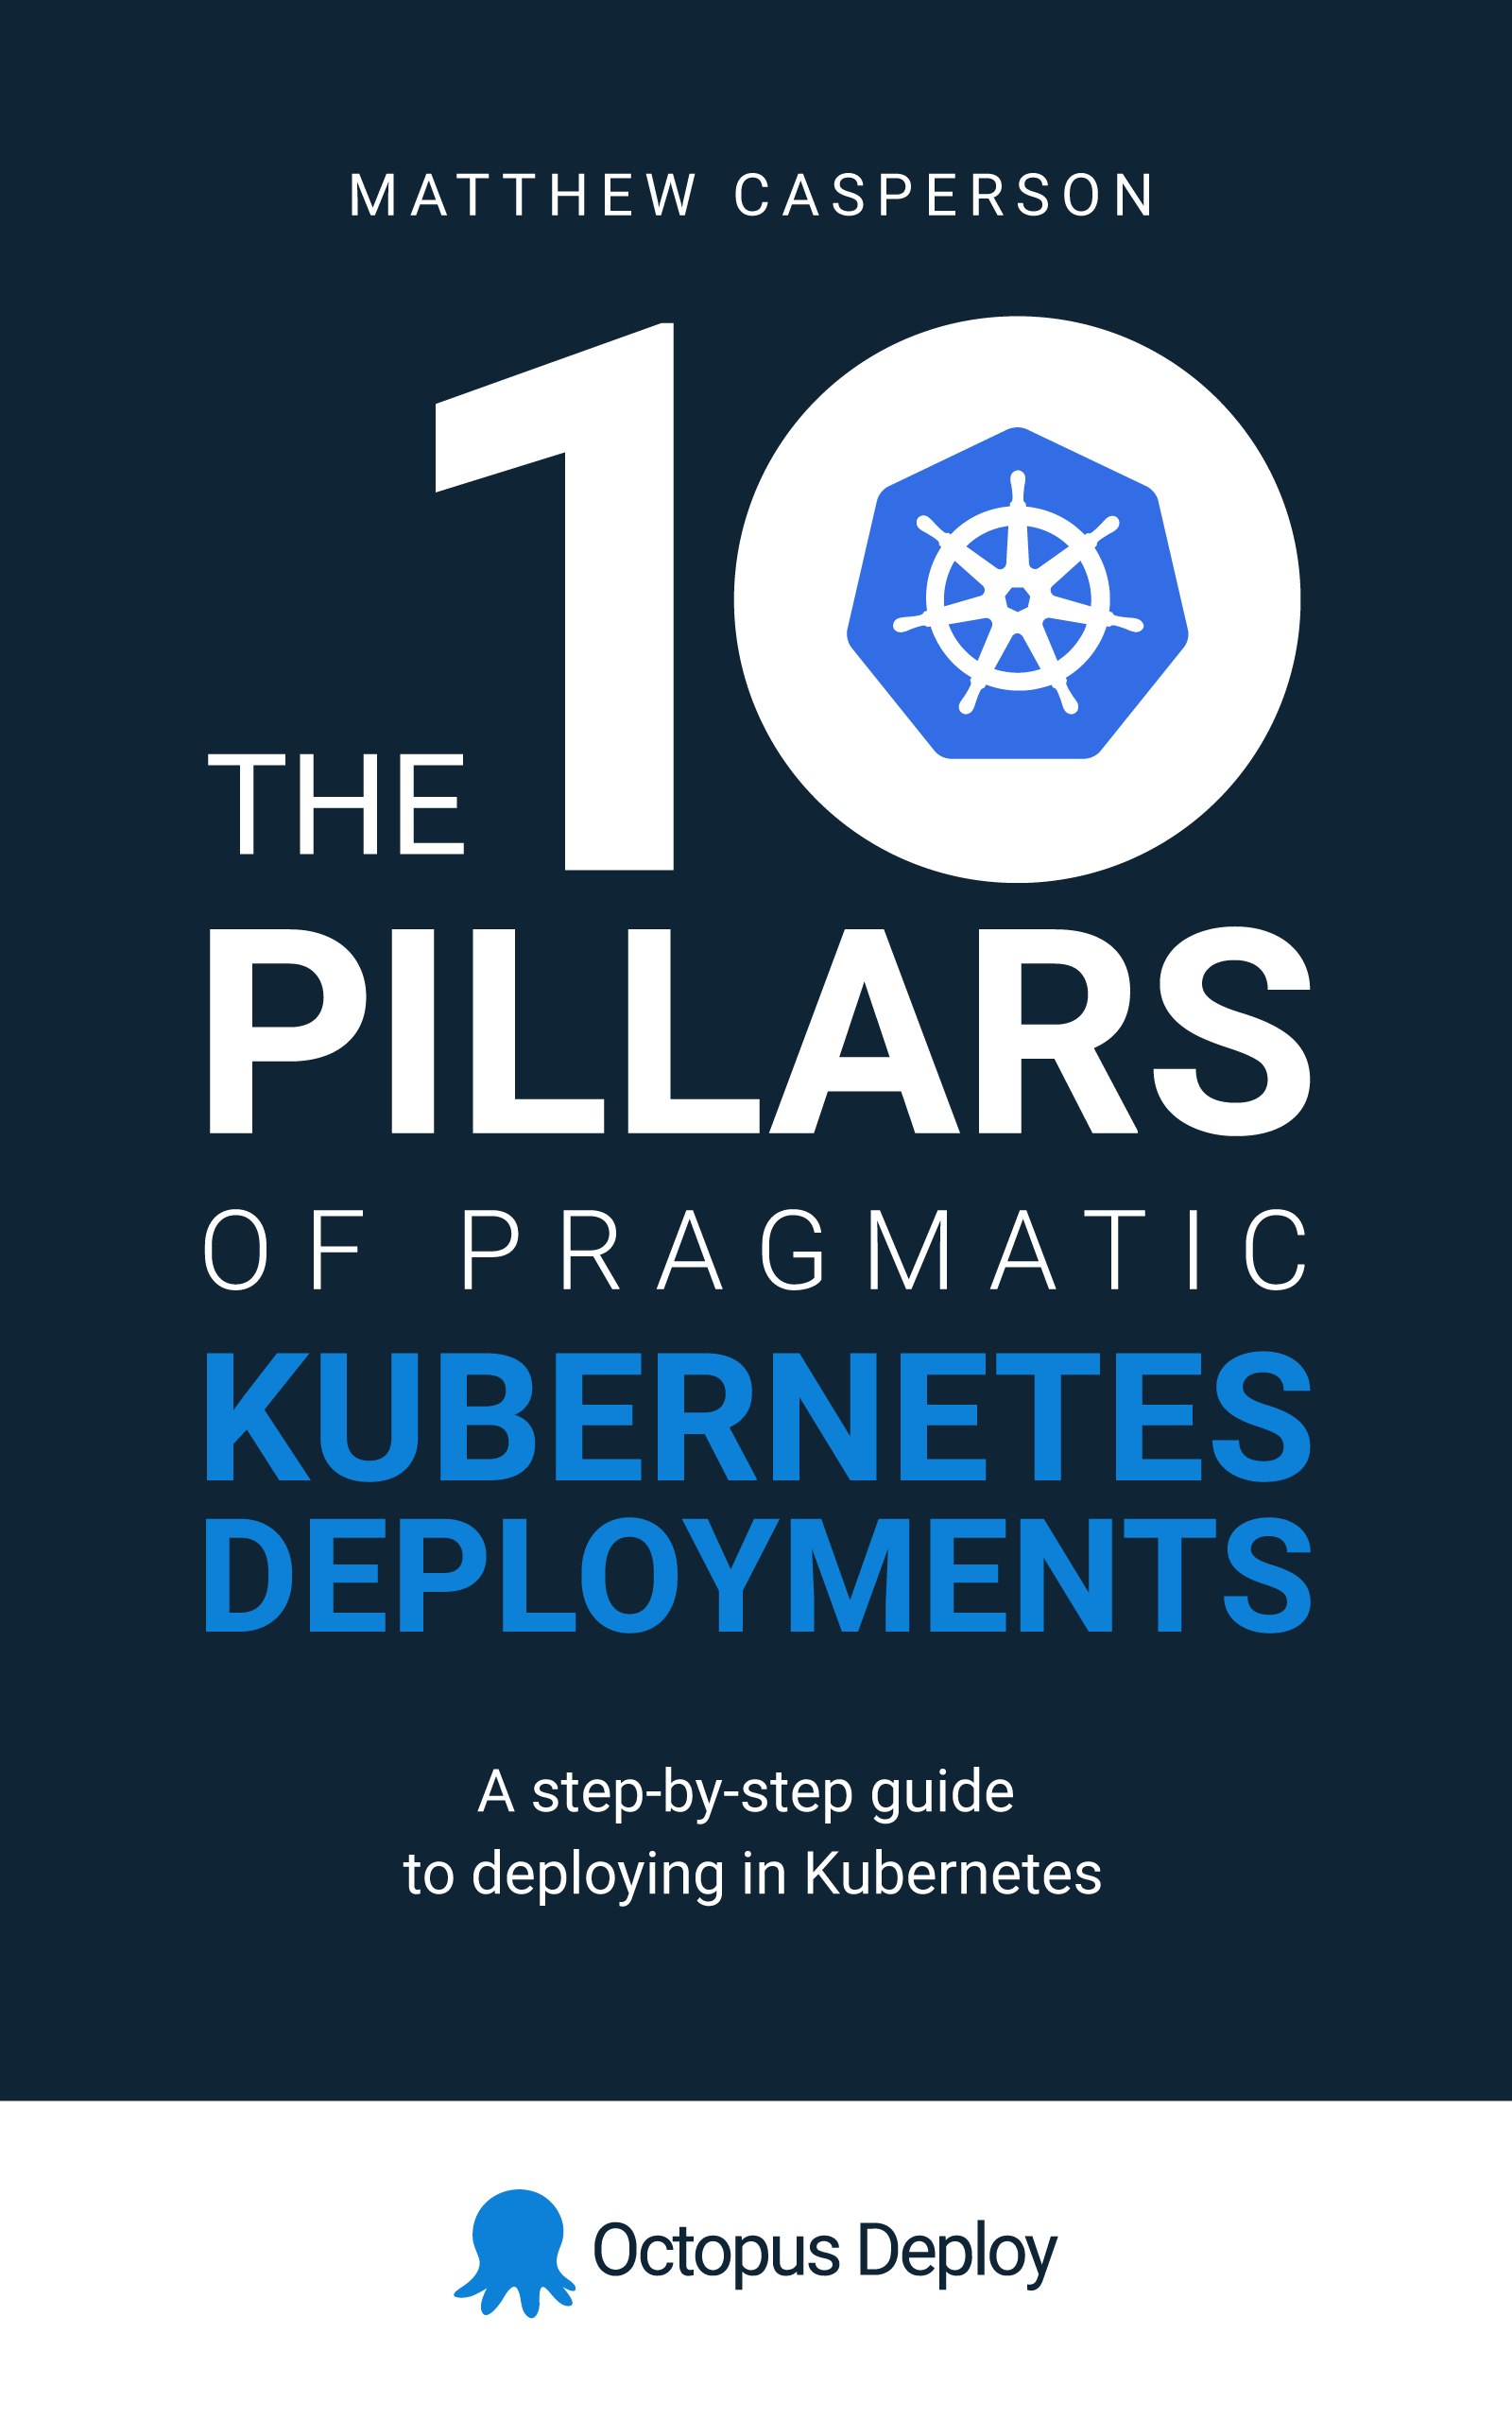 MATTHEW CASPERSON
THE 10
PILLARS
OF PRAGMATIC
KUBERNETES
DEPLOYMENTS
A step-by-step guide
to deploying in Kubernetes
Octopus Deploy